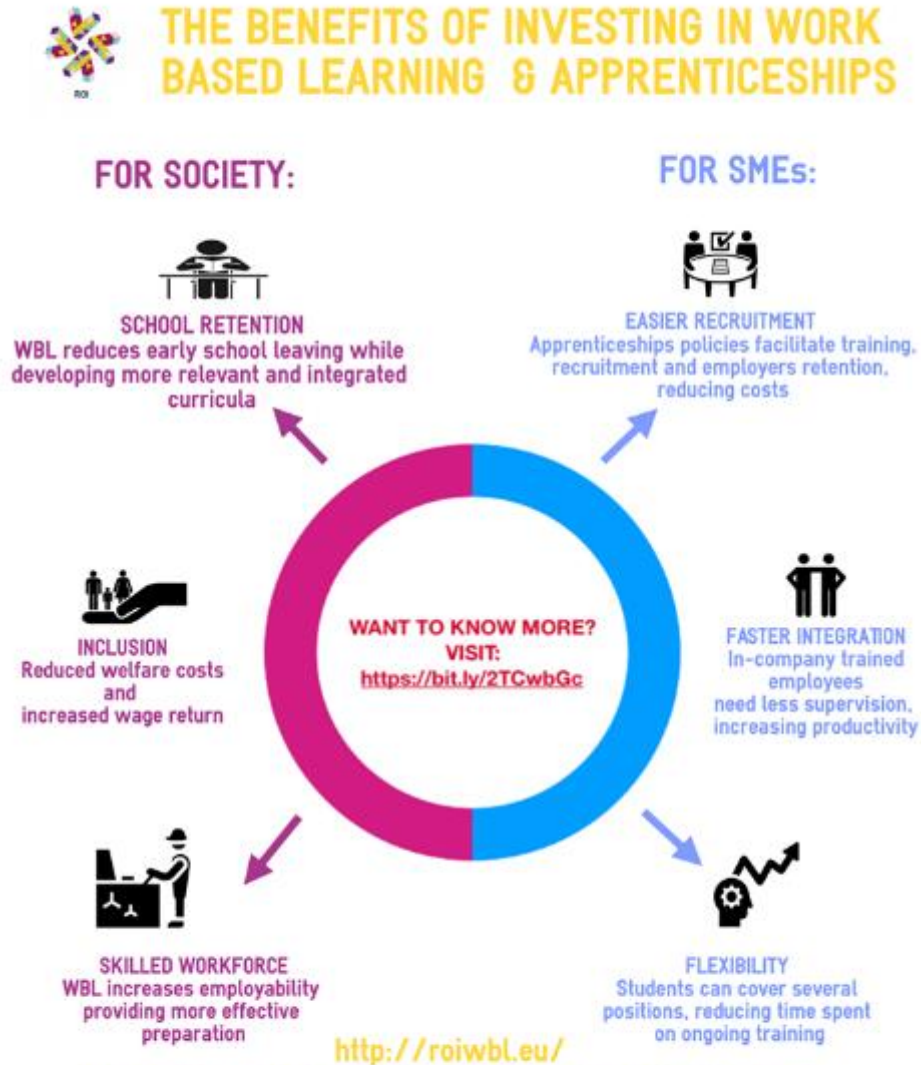 THE BENEFITS OF INVESTING IN WORK
BASED LEARNING & APPRENTICESHIPS
ROI
FOR SOCIETY:
SCHOOL RETENTION
WBL reduces early school leaving while
developing more relevant and integrated
curricula
INCLUSION
Reduced welfare costs
and
increased wage return
SKILLED WORKFORCE
WBL increases employability
providing more effective
preparation
WANT TO KNOW MORE?
VISIT:
https://bit.ly/2TCwbGc
FOR SMEs:
EASIER RECRUITMENT
Apprenticeships policies facilitate training,
recruitment and employers retention,
reducing costs
FASTER INTEGRATION
In-company trained
employees
need less supervision,
increasing productivity
FLEXIBILITY
Students can cover several
positions, reducing time spent
on ongoing training
http://roiwbl.eu/